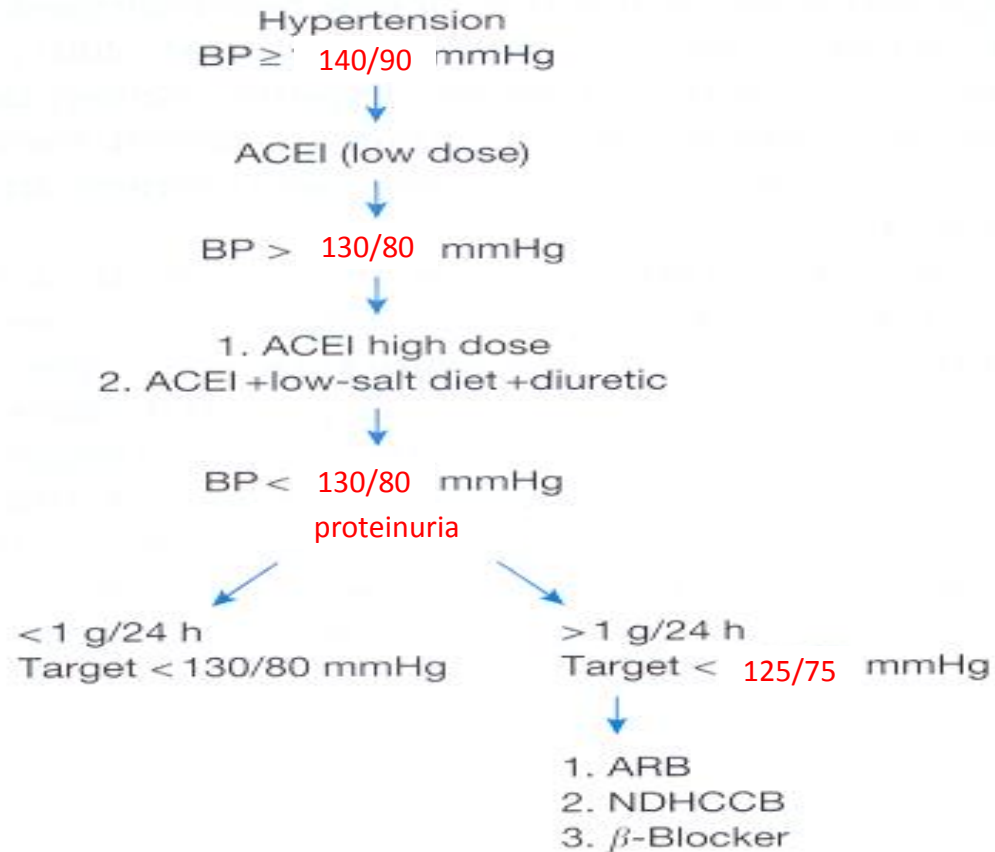 Hypertension
BP ≥ 140/90 mmHg
ACEI (low dose)
BP > 130/80 mmHg
1. ACEI high dose
2. ACEI +low-salt diet +diuretic
BP < 130/80 mmHg
proteinuria
<1 g/24 h
Target <130/80 mmHg
>1 g/24 h
Target < 125/75 mmHg
1. ARB
2. NDHCCB
3. β-Blocker